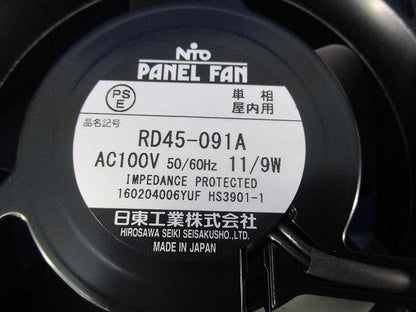 NITO
PANEL FAN
PS
E
単相
屋内用
品名記号
RD45-091A
AC100V 50/60Hz 11/9W
IMPEDANCE PROTECTED
160204006YUF HS3901-1
日東工業株式会社
HIROSAWA SEIKI SEISAKUSHO.,LTD.
MADE IN JAPAN